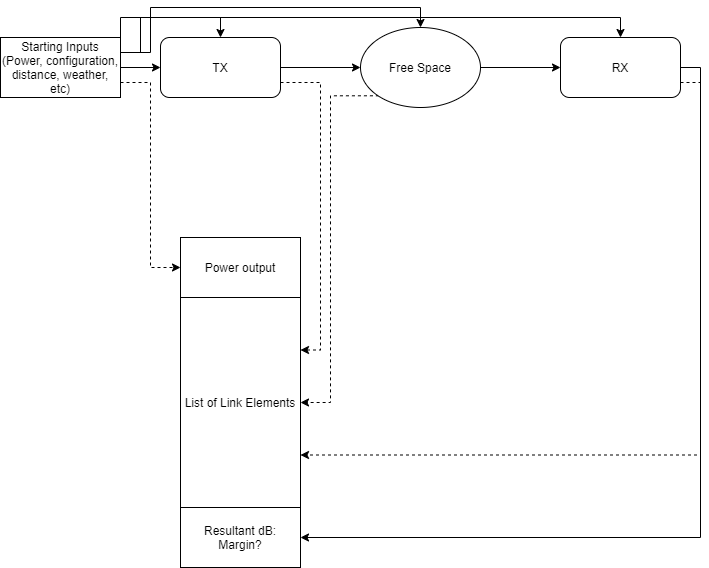 Starting Inputs
(Power, configuration,
distance, weather,
etc)
TX
Free Space
RX
Power output
List of Link Elements
Resultant dB:
Margin?